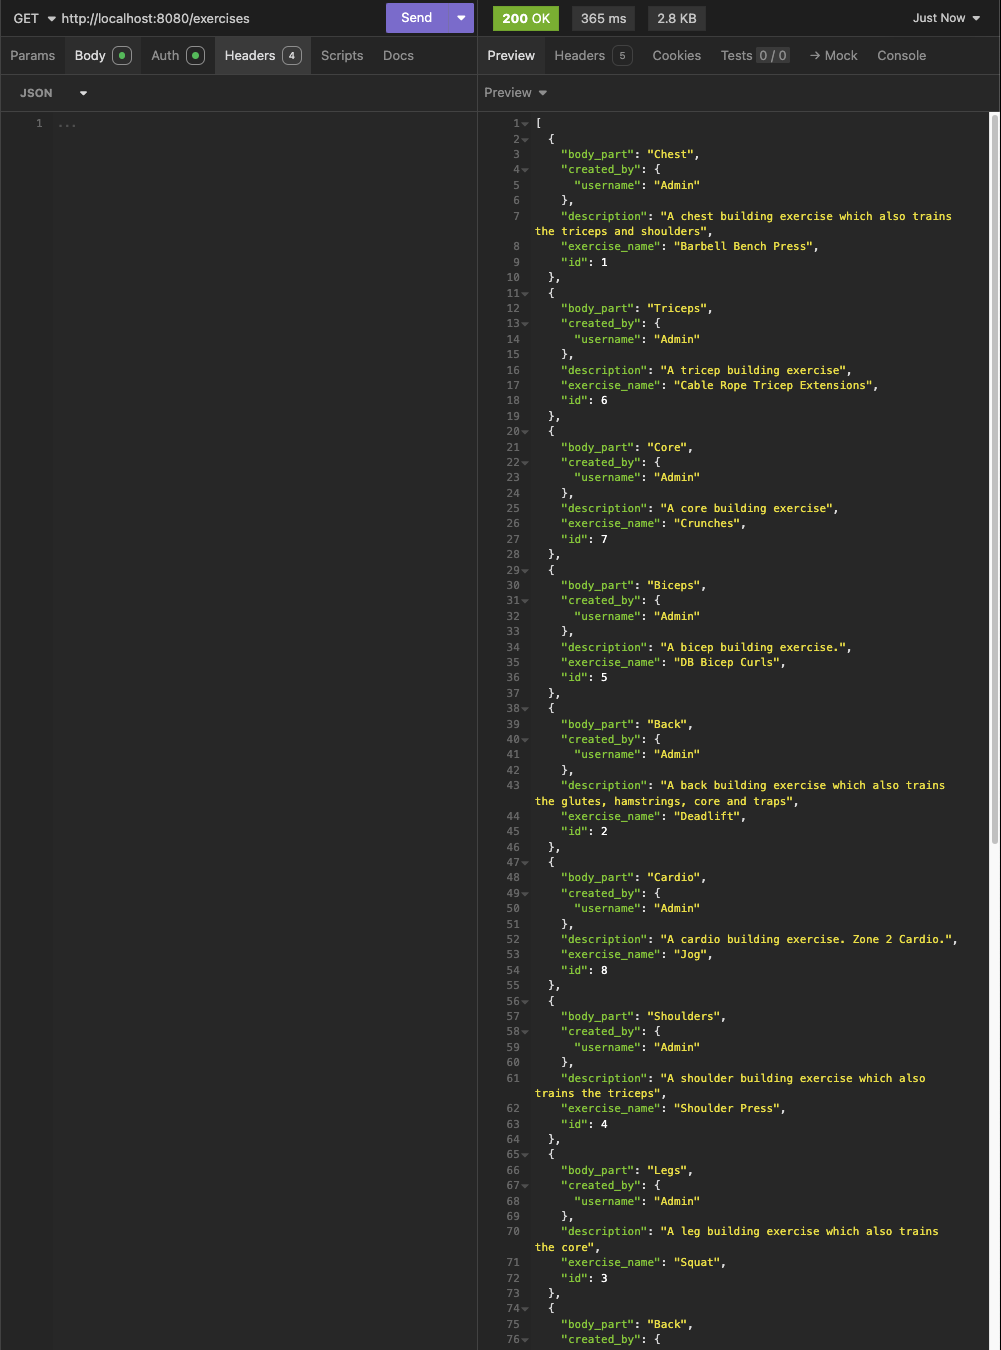 GET http://localhost:8080/exercises Send
Params Body Auth Headers 4 Scripts Docs
JSON
1 ...
200 OK 365 ms 2.8 KB Just Now
Preview Headers 5 Cookies Tests 0 / 0 → Mock Console
Preview
1 [
2 {
3 "body_part": "Chest",
4 "created_by": {
5 "username": "Admin"
6 },
7 "description": "A chest building exercise which also trains
the triceps and shoulders",
8 "exercise_name": "Barbell Bench Press",
9 "id": 1
10 },
11 {
12 "body_part": "Triceps",
13 "created_by": {
14 "username": "Admin"
15 },
16 "description": "A tricep building exercise",
17 "exercise_name": "Cable Rope Tricep Extensions",
18 "id": 6
19 },
20 {
21 "body_part": "Core",
22 "created_by": {
23 "username": "Admin"
24 },
25 "description": "A core building exercise",
26 "exercise_name": "Crunches",
27 "id": 7
28 },
29 {
30 "body_part": "Biceps",
31 "created_by": {
32 "username": "Admin"
33 },
34 "description": "A bicep building exercise.",
35 "exercise_name": "DB Bicep Curls",
36 "id": 5
37 },
38 {
39 "body_part": "Back",
40 "created_by": {
41 "username": "Admin"
42 },
43 "description": "A back building exercise which also trains
the glutes, hamstrings, core and traps",
44 "exercise_name": "Deadlift",
45 "id": 2
46 },
47 {
48 "body_part": "Cardio",
49 "created_by": {
50 "username": "Admin"
51 },
52 "description": "A cardio building exercise. Zone 2 Cardio.",
53 "exercise_name": "Jog",
54 "id": 8
55 },
56 {
57 "body_part": "Shoulders",
58 "created_by": {
59 "username": "Admin"
60 },
61 "description": "A shoulder building exercise which also
trains the triceps",
62 "exercise_name": "Shoulder Press",
63 "id": 4
64 },
65 {
66 "body_part": "Legs",
67 "created_by": {
68 "username": "Admin"
69 },
70 "description": "A leg building exercise which also trains
the core",
71 "exercise_name": "Squat",
72 "id": 3
73 },
74 {
75 "body_part": "Back",
76 "created_by": {